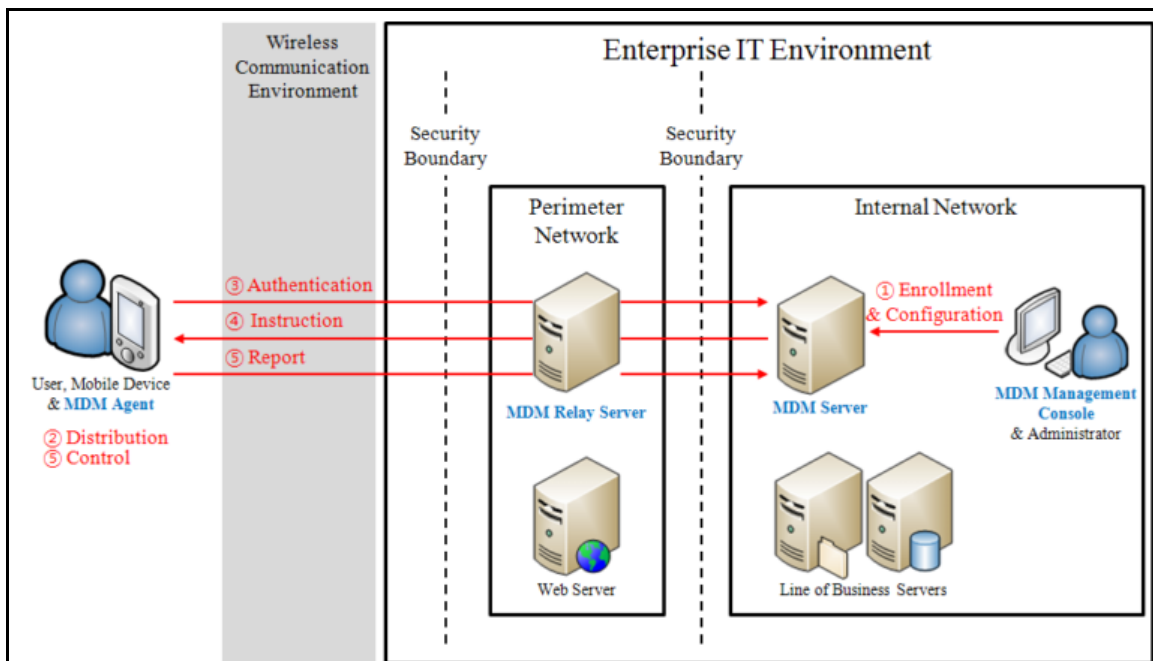 Wireless
Communication
Environment
Enterprise IT Environment
Security
Boundary
Security
Boundary
Perimeter
Network
Internal Network
③ Authentication
④ Instruction
⑤ Report
① Enrollment
& Configuration
User, Mobile Device
& MDM Agent
② Distribution
⑤ Control
MDM Relay Server
MDM Server
MDM Management
Console
& Administrator
Web Server
Line of Business Servers